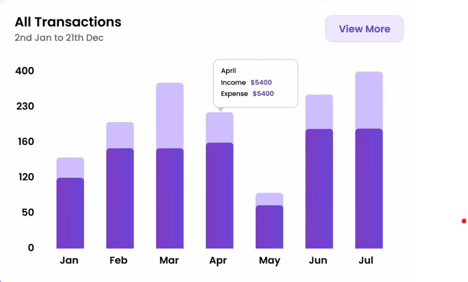 All Transactions
2nd Jan to 21th Dec
View More
April
Income $5400
Expense $5400
400
230
160
120
50
0
Jan Feb Mar Apr May Jun Jul